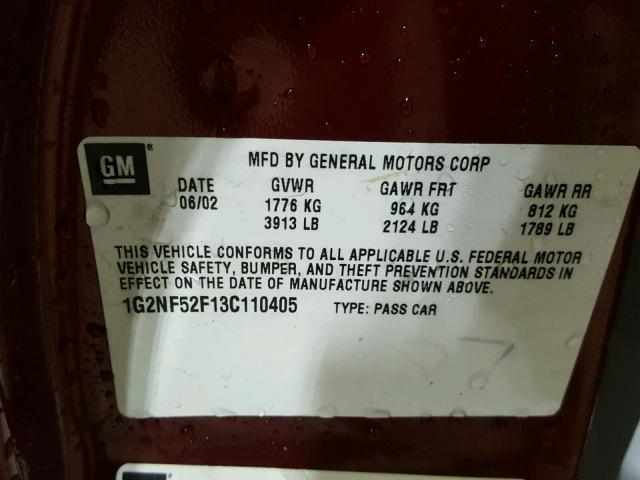 GM
MFD BY GENERAL MOTORS CORP
DATE GVWR GAWR FRT GAWR RR
06/02 1776 KG 964 KG 812 KG
3913 LB 2124 LB 1789 LB
THIS VEHICLE CONFORMS TO ALL APPLICABLE U.S. FEDERAL MOTOR
VEHICLE SAFETY, BUMPER, AND THEFT PREVENTION STANDARDS IN
EFFECT ON THE DATE OF MANUFACTURE SHOWN ABOVE.
1G2NF52F13C110405 TYPE: PASS CAR